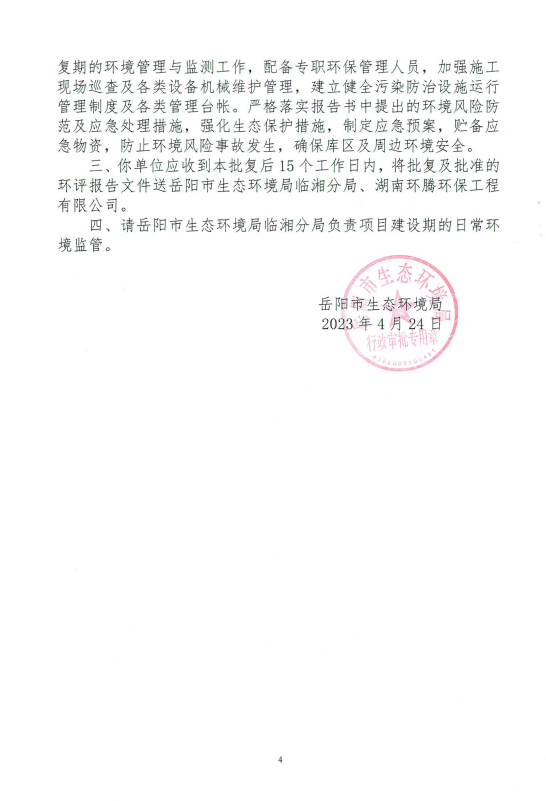 复期的环境管理与监测工作，配备专职环保管理人员，加强施工
现场巡查及各类设备机械维护管理，建立健全污染防治设施运行
管理制度及各类管理台帐。严格落实报告书中提出的环境风险防
范及应急处理措施，强化生态保护措施，制定应急预案，贮备应
急物资，防止环境风险事故发生，确保库区及周边环境安全。
三、你单位应收到本批复后 15 个工作日内，将批复及批准的
环评报告文件送岳阳市生态环境局临湘分局、湖南环腾环保工程
有限公司。
四、请岳阳市生态环境局临湘分局负责项目建设期的日常环
境监管。
岳阳市生态环境局
2023 年 4 月 24 日
岳阳市生态环境局
行政审批专用章
4